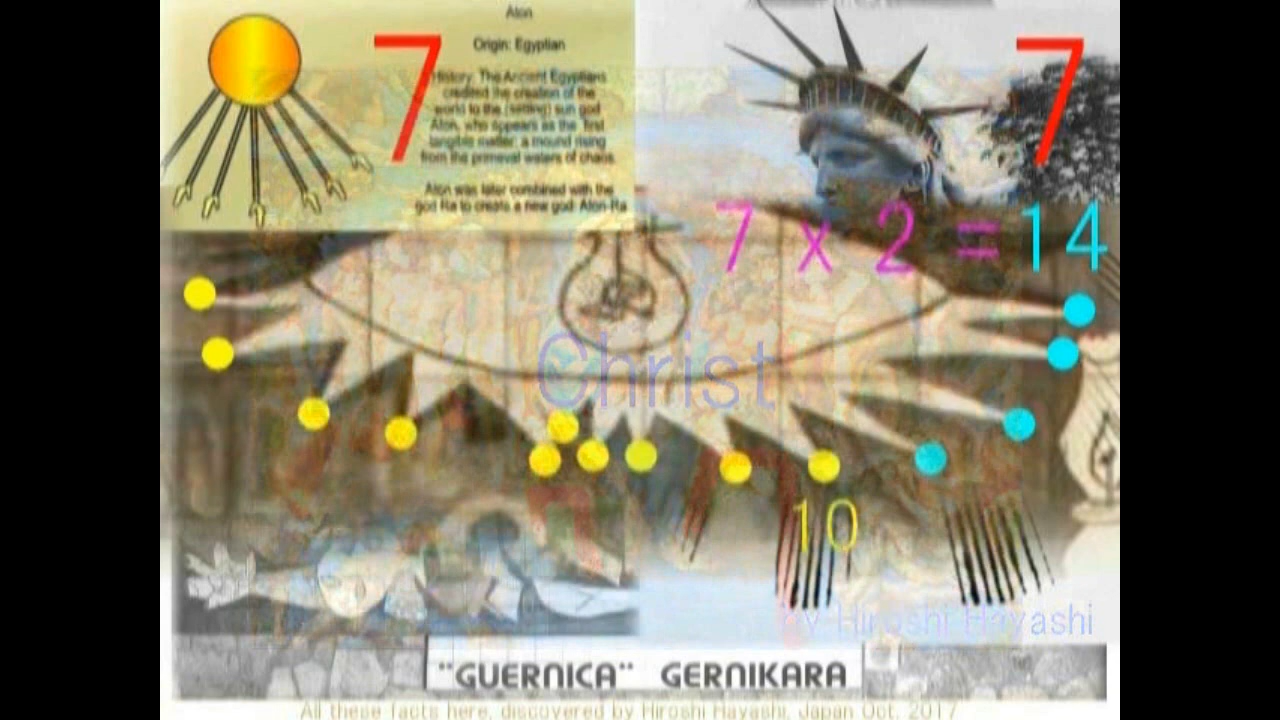 Aton
Origin: Egyptian
7
7
History: The Ancient Egyptians
credited the creation of the
world to the (setting) sun god
Aton, who appears as the first
tangible matter: a mound rising
from the primeval waters of chaos.
Aton was later combined with the
god Ra to create a new god: Aton-Ra
7 x 2 = 14
Christ
10
by Hiroshi Hayashi
"GUERNICA" GERNIKARA
All these facts here, discovered by Hiroshi Hayashi, Japan Oct. 2017